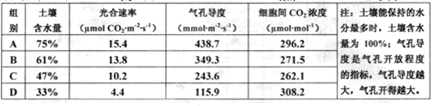 组别 土壤含水量 光合速率 (μmol CO₂·m⁻²·s⁻¹) 气孔导度 (mmol·m⁻²·s⁻¹) 细胞间CO₂浓度 (μmol CO₂·mol⁻¹)
A 75% 15.4 438.7 296.2
B 61% 13.8 349.3 271.5
C 47% 10.2 243.6 262.1
D 33% 4.4 115.9 308.2
注：土壤能保持的水
分最多时，土壤含水
量为 100%；气孔导
度是气孔开放程度
的指标，气孔导度越
大，气孔开得越大。